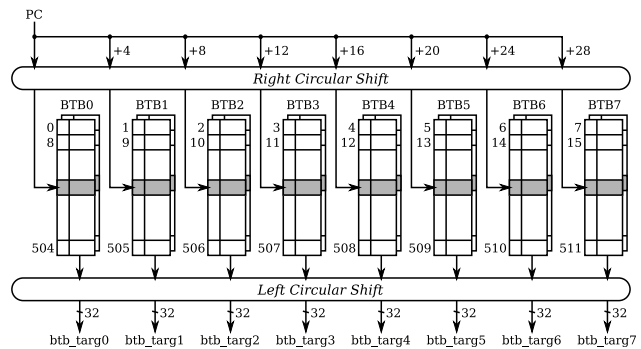 PC
+4 +8 +12 +16 +20 +24 +28
Right Circular Shift
BTB0 BTB1 BTB2 BTB3 BTB4 BTB5 BTB6 BTB7
0 1 2 3 4 5 6 7
8 9 10 11 12 13 14 15
504 505 506 507 508 509 510 511
Left Circular Shift
32 32 32 32 32 32 32 32
btb_targ0 btb_targ1 btb_targ2 btb_targ3 btb_targ4 btb_targ5 btb_targ6 btb_targ7